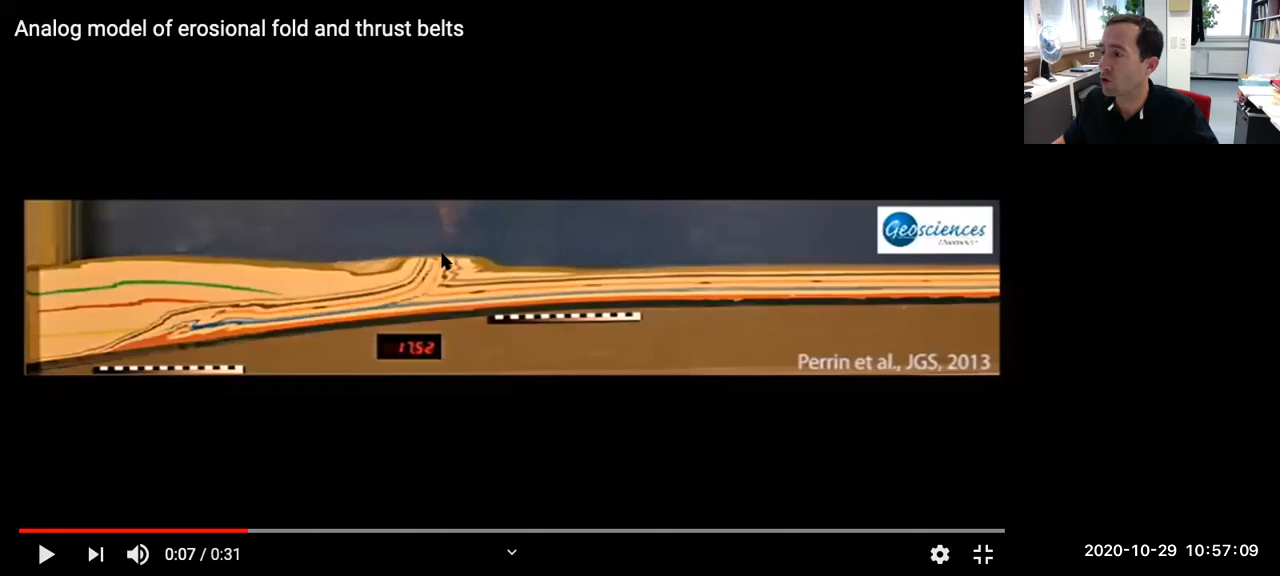 Analog model of erosional fold and thrust belts
Geosciences
1752
Perrin et al., JGS, 2013
0:07 / 0:31
2020-10-29 10:57:09